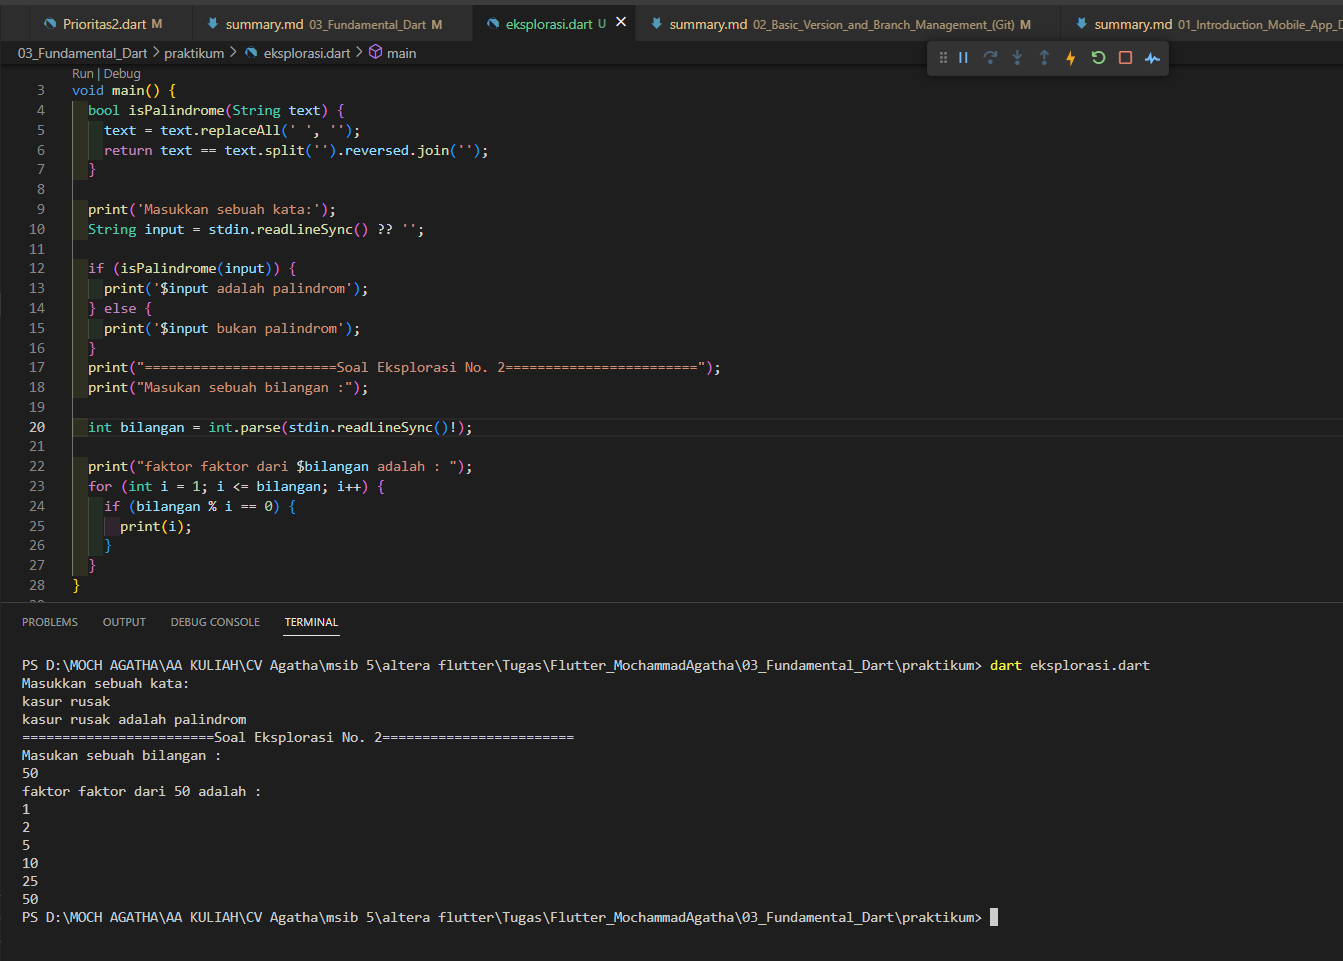 Prioritas2.dart M
summary.md 03_Fundamental_Dart M
eksplorasi.dart U
summary.md 02_Basic_Version_and_Branch_Management_(Git) M
summary.md 01_Introduction_Mobile_App_D
03_Fundamental_Dart > praktikum > eksplorasi.dart > main
Run | Debug
3 void main() {
4 bool isPalindrome(String text) {
5 text = text.replaceAll(' ', '');
6 return text == text.split('').reversed.join('');
7 }
8
9 print('Masukkan sebuah kata:');
10 String input = stdin.readLineSync() ?? '';
11
12 if (isPalindrome(input)) {
13 print('$input adalah palindrom');
14 } else {
15 print('$input bukan palindrom');
16 }
17 print("========================Soal Eksplorasi No. 2========================");
18 print("Masukan sebuah bilangan :");
19
20 int bilangan = int.parse(stdin.readLineSync()!);
21
22 print("faktor faktor dari $bilangan adalah : ");
23 for (int i = 1; i <= bilangan; i++) {
24 if (bilangan % i == 0) {
25 print(i);
26 }
27 }
28 }
PROBLEMS OUTPUT DEBUG CONSOLE TERMINAL
PS D:\MOCH AGATHA\AA KULIAH\CV Agatha\msib 5\altera flutter\Tugas\Flutter_MochammadAgatha\03_Fundamental_Dart\praktikum> dart eksplorasi.dart
Masukkan sebuah kata:
kasur rusak
kasur rusak adalah palindrom
========================Soal Eksplorasi No. 2========================
Masukan sebuah bilangan :
50
faktor faktor dari 50 adalah :
1
2
5
10
25
50
PS D:\MOCH AGATHA\AA KULIAH\CV Agatha\msib 5\altera flutter\Tugas\Flutter_MochammadAgatha\03_Fundamental_Dart\praktikum>